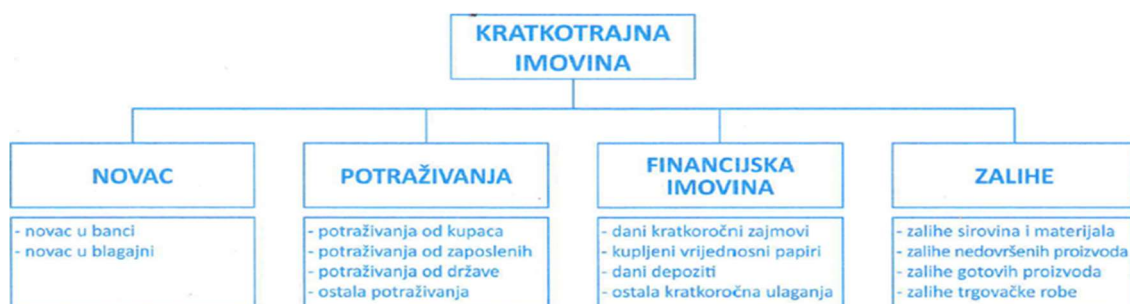 KRATKOTRAJNA
IMOVINA
NOVAC
- novac u banci
- novac u blagajni
POTRAŽIVANJA
- potraživanja od kupaca
- potraživanja od zaposlenih
- potraživanja od države
- ostala potraživanja
FINANCIJSKA
IMOVINA
- dani kratkoročni zajmovi
- kupljeni vrijednosni papiri
- dani depoziti
- ostala kratkoročna ulaganja
ZALIHE
- zalihe sirovina i materijala
- zalihe nedovršenih proizvoda
- zalihe gotovih proizvoda
- zalihe trgovačke robe